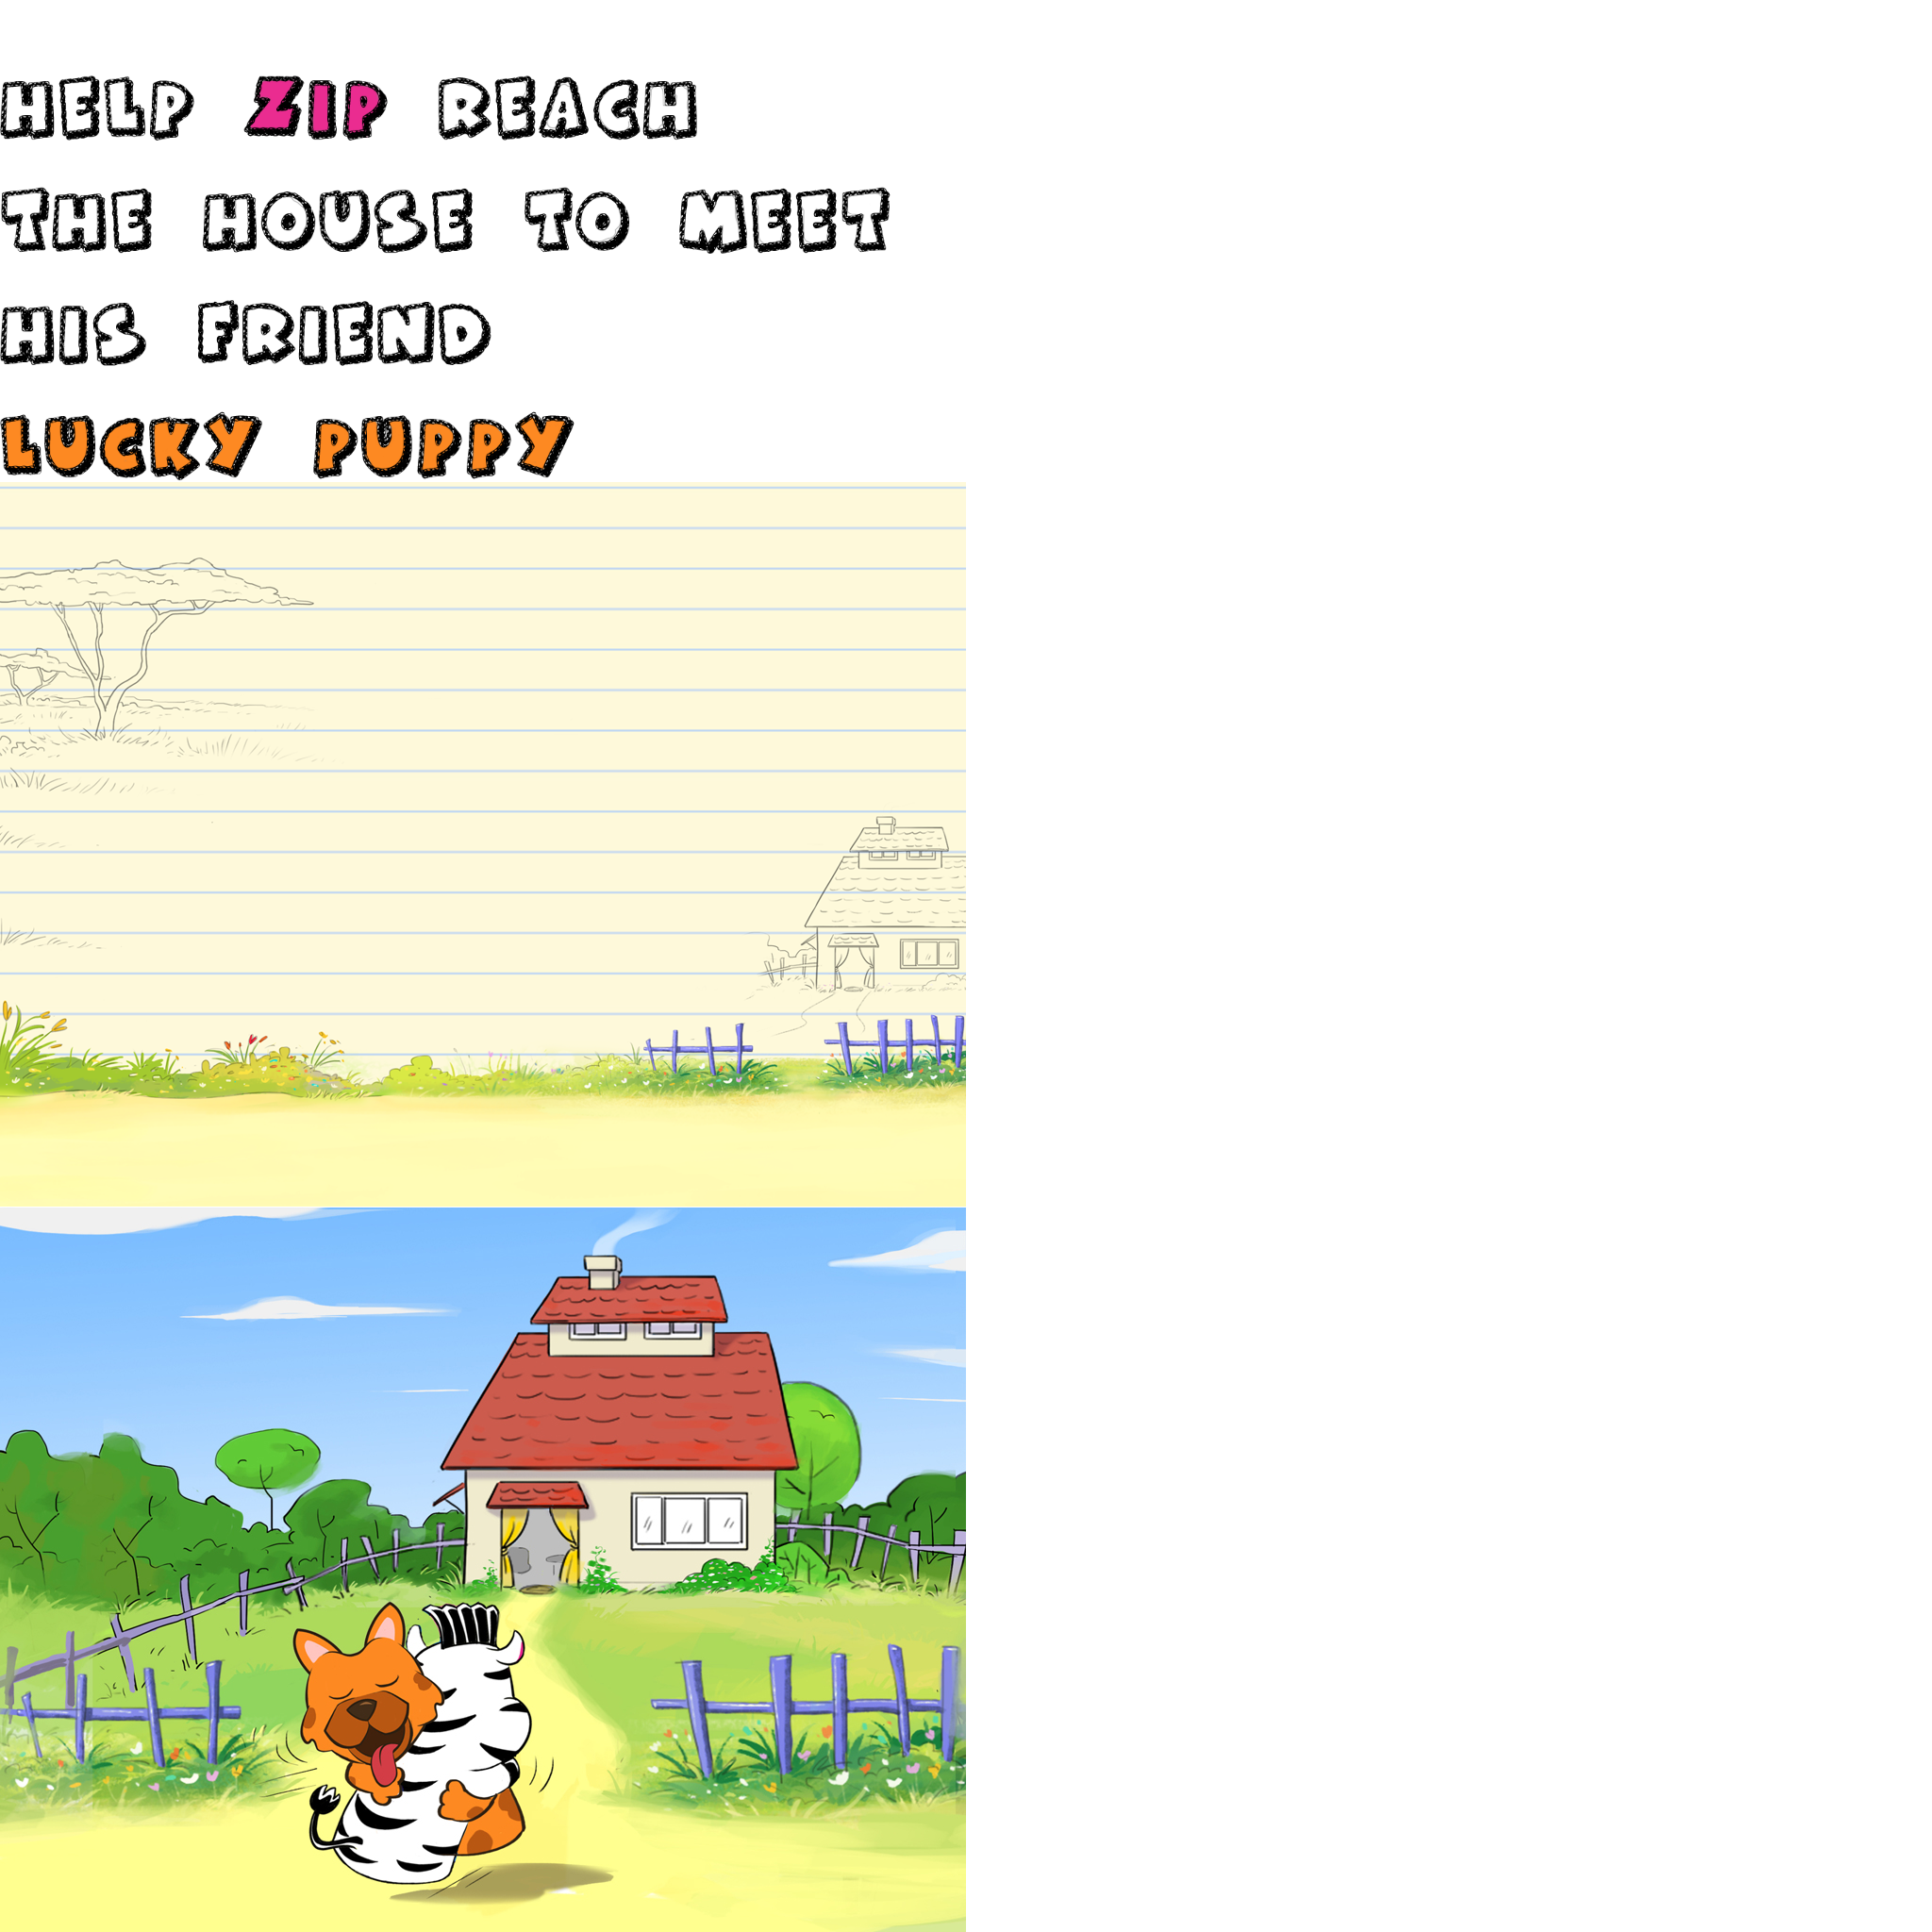 HELP ZIP REACH
THE HOUSE TO MEET
HIS FRIEND
LUCKY PUPPY